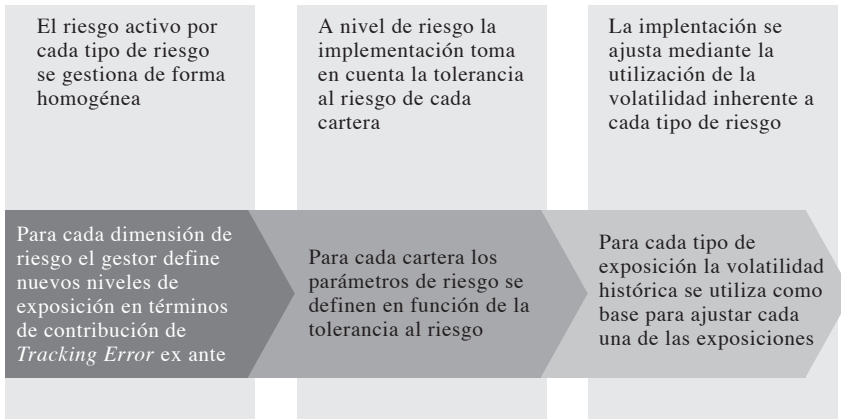 El riesgo activo por
cada tipo de riesgo
se gestiona de forma
homogénea
A nivel de riesgo la
implementación toma
en cuenta la tolerancia
al riesgo de cada
cartera
La implentación se
ajusta mediante la
utilización de la
volatilidad inherente a
cada tipo de riesgo
Para cada dimensión de
riesgo el gestor define
nuevos niveles de
exposición en términos
de contribución de
Tracking Error ex ante
Para cada cartera los
parámetros de riesgo se
definen en función de la
tolerancia al riesgo
Para cada tipo de
exposición la volatilidad
histórica se utiliza como
base para ajustar cada
una de las exposiciones